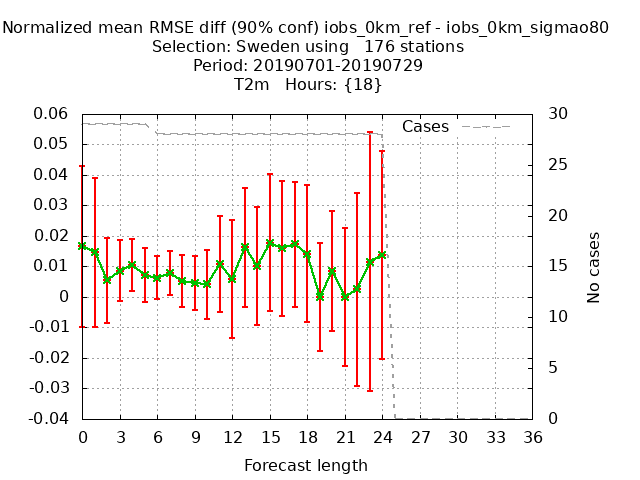 Normalized mean RMSE diff (90% conf) iobs_0km_ref - iobs_0km_sigmao80
Selection: Sweden using   176 stations
Period: 20190701-20190729
T2m   Hours: {18}
Cases
0.06
0.05
0.04
0.03
0.02
0.01
0
-0.01
-0.02
-0.03
-0.04
30
25
20
15
10
5
0
No cases
0 3 6 9 12 15 18 21 24 27 30 33 36
Forecast length